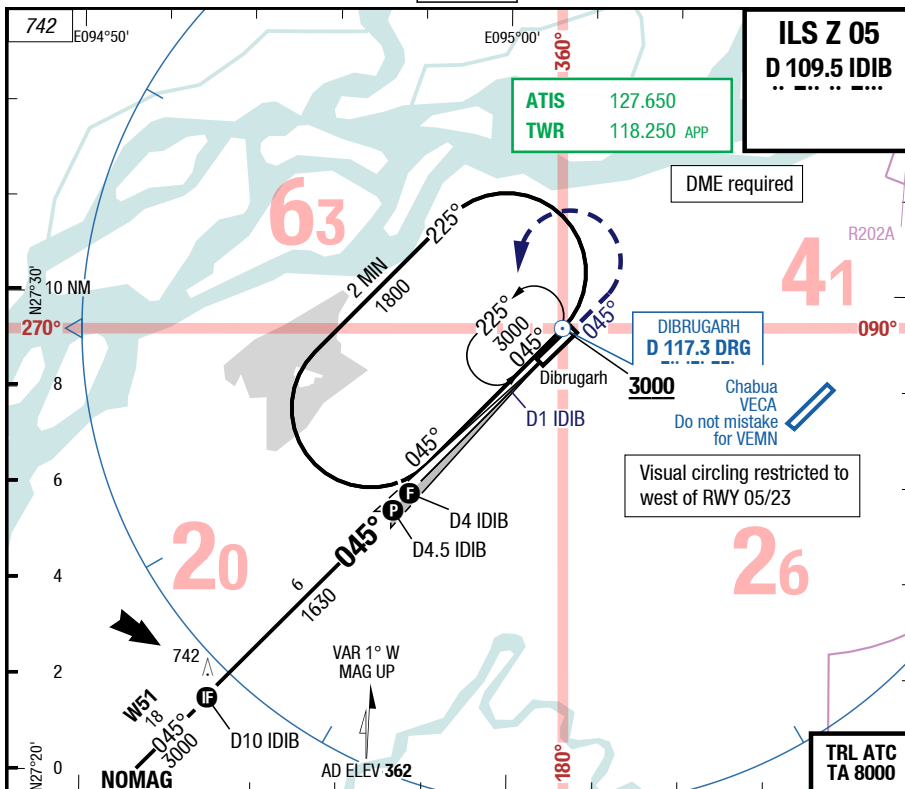 742
E094°50'
E095°00'
360°
ILS Z 05
D 109.5 IDIB
ATIS 127.650
TWR 118.250 APP
DME required
63
225°
41
R202A
2 MIN
1800
N27°30'
10 NM
270°
090°
225°
3000
045°
045°
DIBRUGARH
D 117.3 DRG
Dibrugarh
3000
D1 IDIB
Chabua
VECA
Do not mistake
for VEMN
8
045°
6
Visual circling restricted to
west of RWY 05/23
F
D4 IDIB
P
D4.5 IDIB
045°
20
26
4
6
1630
742
VAR 1° W
MAG UP
2
IF
W51
18
045°
3000
D10 IDIB
180°
N27°20'
0
NOMAG
AD ELEV 362
TRL ATC
TA 8000